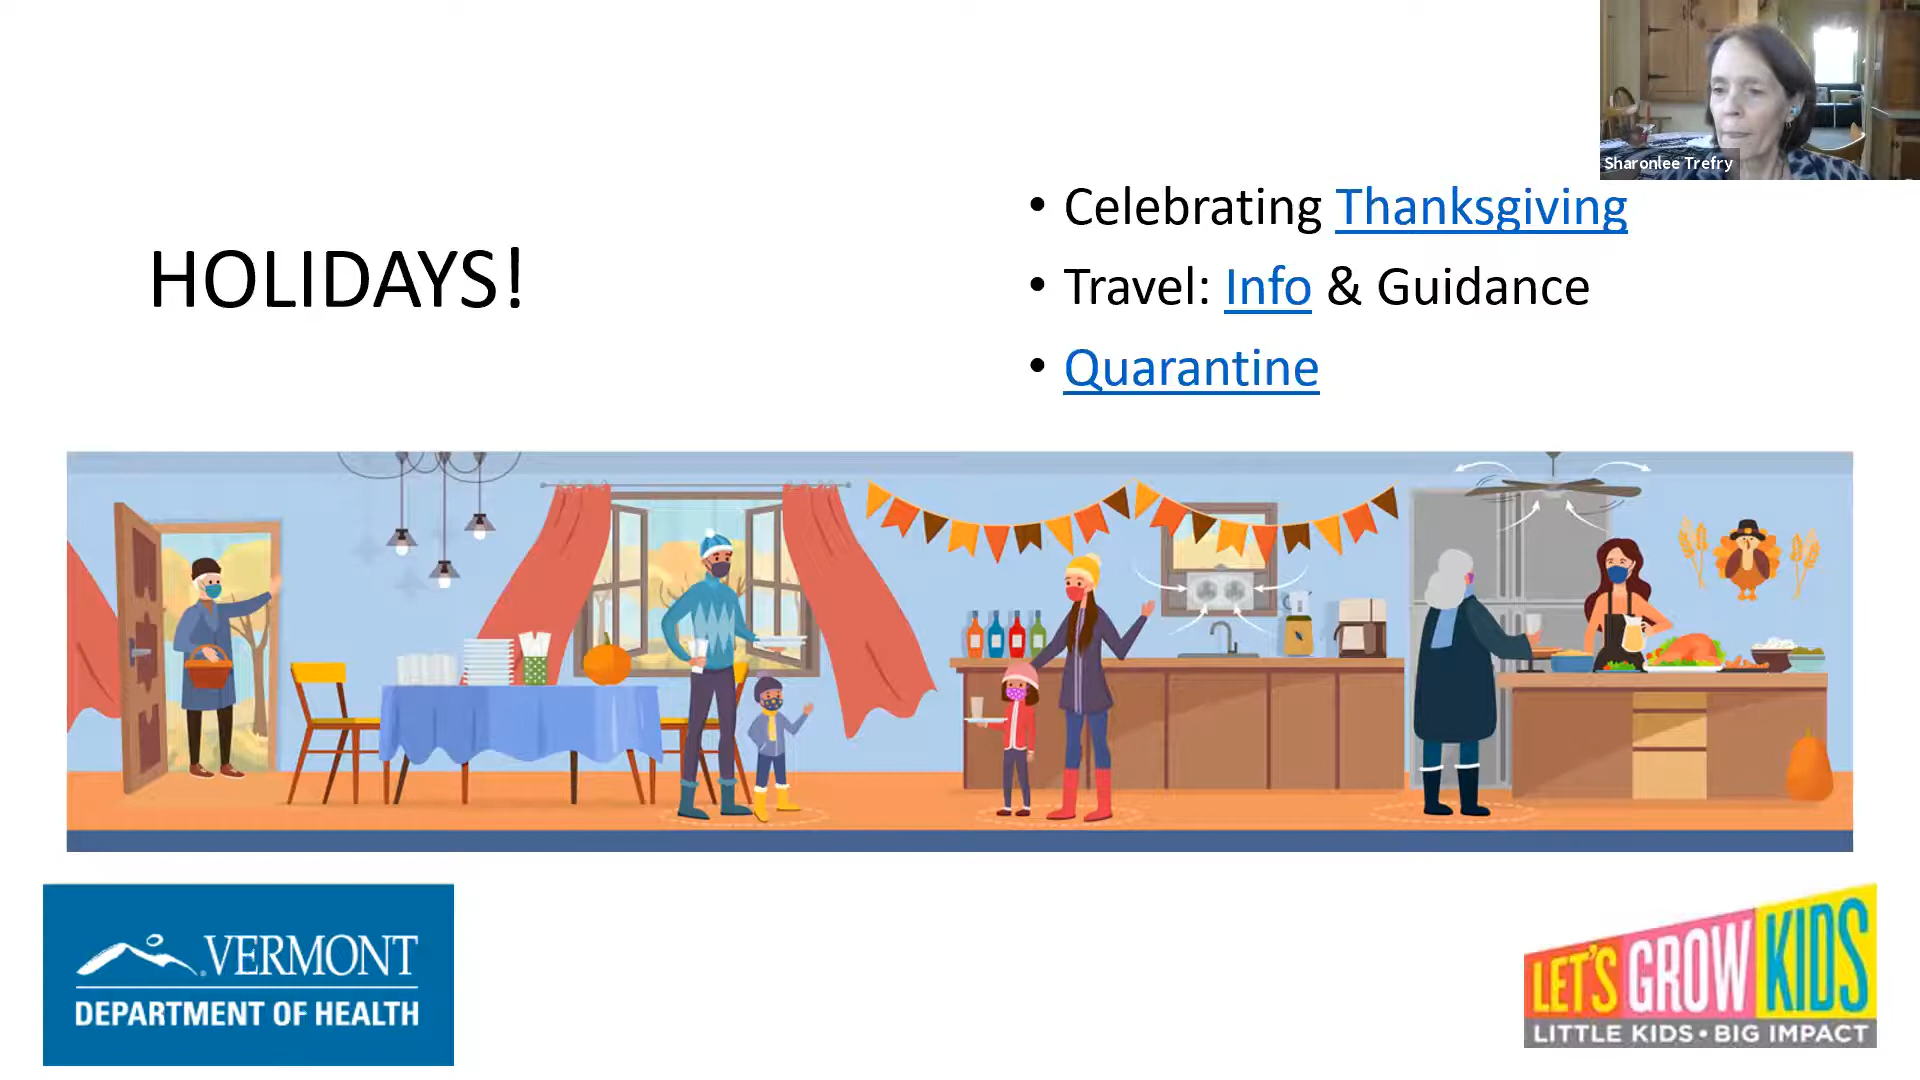 Sharonlee Trefry
HOLIDAYS!
• Celebrating Thanksgiving
• Travel: Info & Guidance
• Quarantine
VERMONT
DEPARTMENT OF HEALTH
LET'S GROW KIDS
LITTLE KIDS • BIG IMPACT